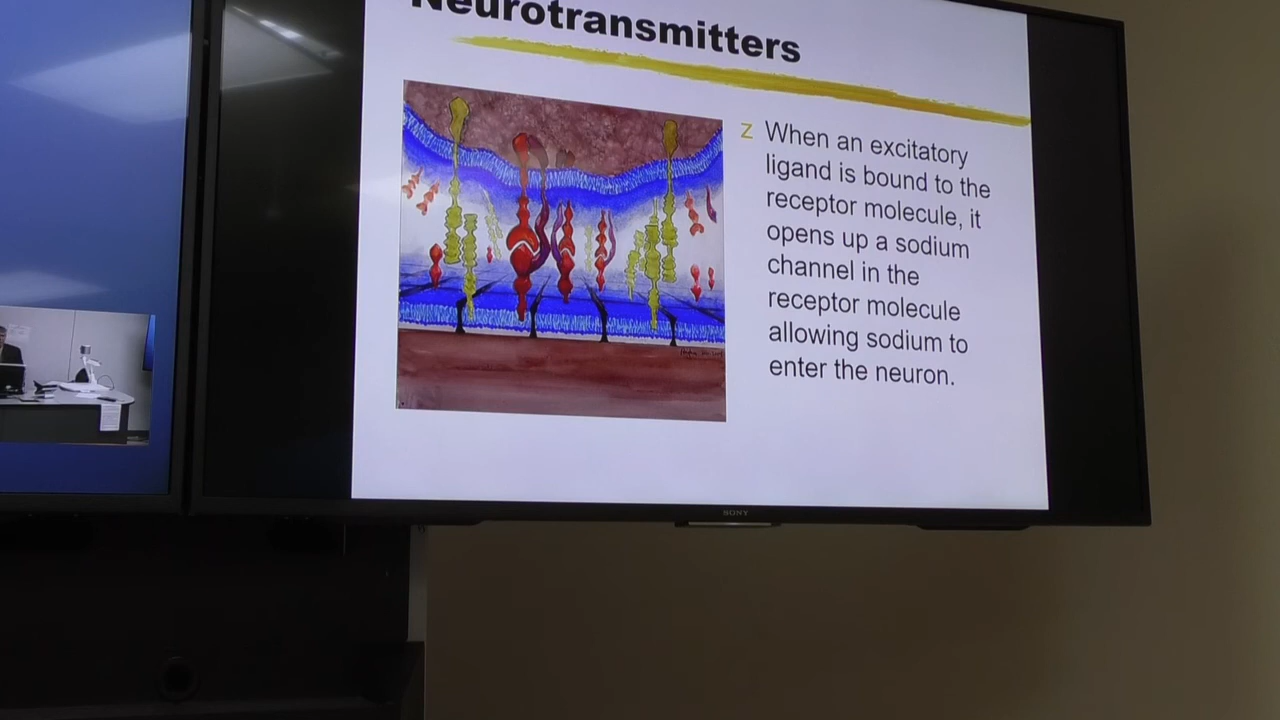 Neurotransmitters
z When an excitatory
ligand is bound to the
receptor molecule, it
opens up a sodium
channel in the
receptor molecule
allowing sodium to
enter the neuron.
SONY